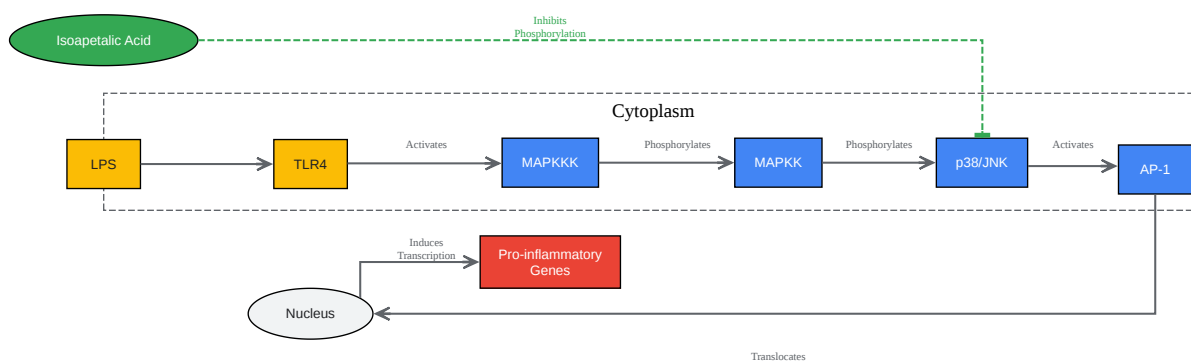 Inhibits
Phosphorylation
Isoapetalic Acid
Cytoplasm
LPS
TLR4
Activates
MAPKKK
Phosphorylates
MAPKK
Phosphorylates
p38/JNK
Activates
AP-1
Induces
Transcription
Pro-inflammatory
Genes
Nucleus
Translocates